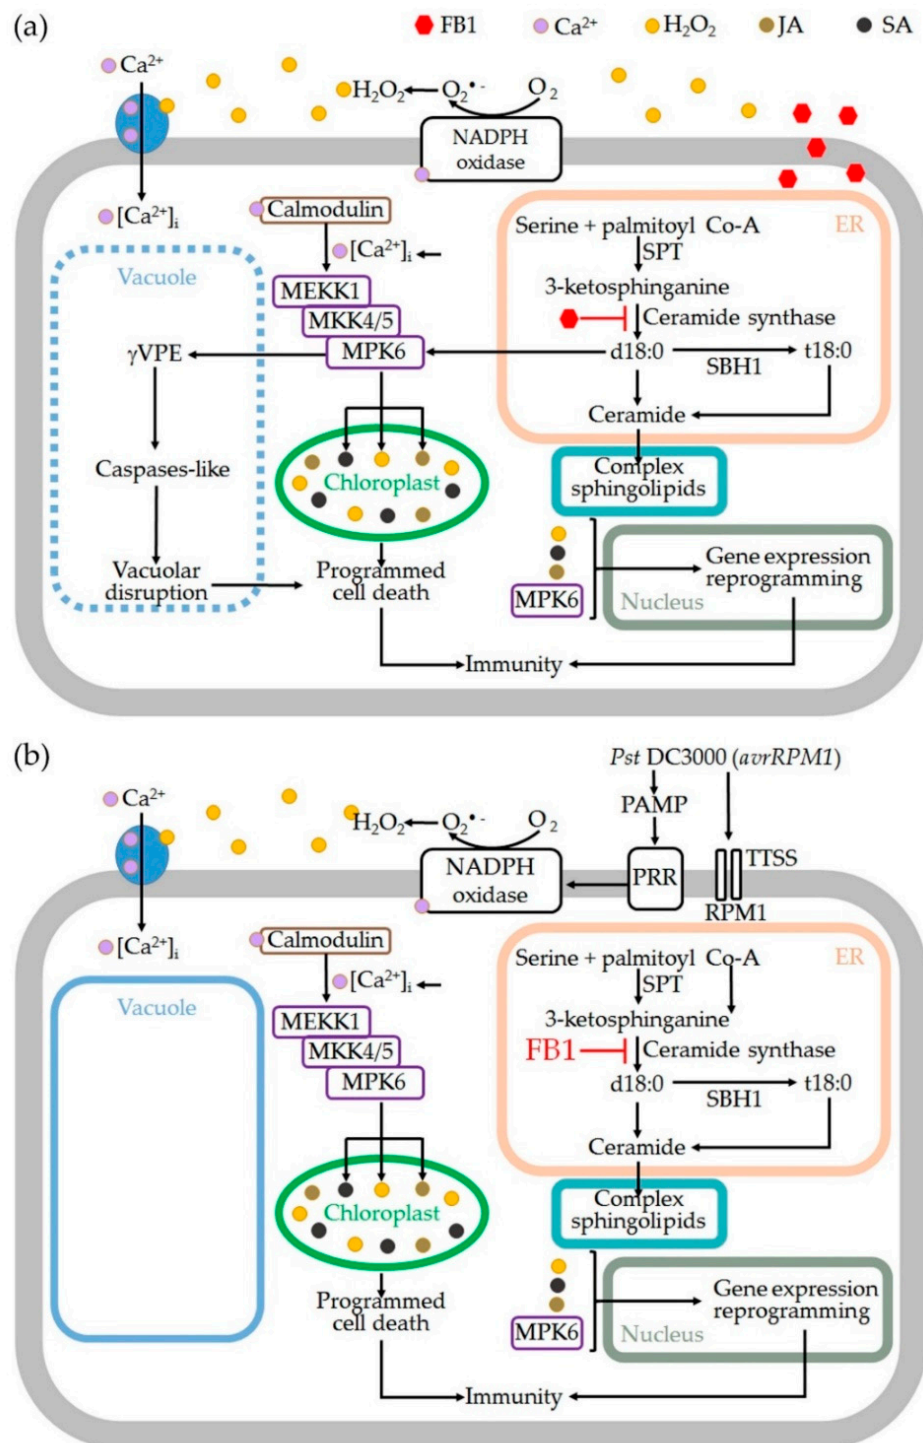 (a)
FB1 Ca²⁺ H₂O₂ JA SA
Ca²⁺
H₂O₂ O₂•- O₂
NADPH
oxidase
[Ca²⁺]i
Calmodulin
[Ca²⁺]i
MEKK1
MKK4/5
MPK6
Vacuole
γVPE
Caspases-like
Vacuolar
disruption
Chloroplast
Programmed
cell death
ER
Serine + palmitoyl Co-A
SPT
3-ketosphinganine
Ceramide synthase
d18:0 SBH1 t18:0
Ceramide
Complex
sphingolipids
MPK6
Gene expression
reprogramming
Nucleus
Immunity
(b)
Pst DC3000 (avrRPM1)
PAMP
PRR
TTSS
RPM1
Ca²⁺
H₂O₂ O₂•- O₂
NADPH
oxidase
[Ca²⁺]i
Calmodulin
[Ca²⁺]i
MEKK1
MKK4/5
MPK6
Vacuole
Chloroplast
Programmed
cell death
ER
Serine + palmitoyl Co-A
SPT
3-ketosphinganine
FB1 Ceramide synthase
d18:0 SBH1 t18:0
Ceramide
Complex
sphingolipids
MPK6
Gene expression
reprogramming
Nucleus
Immunity